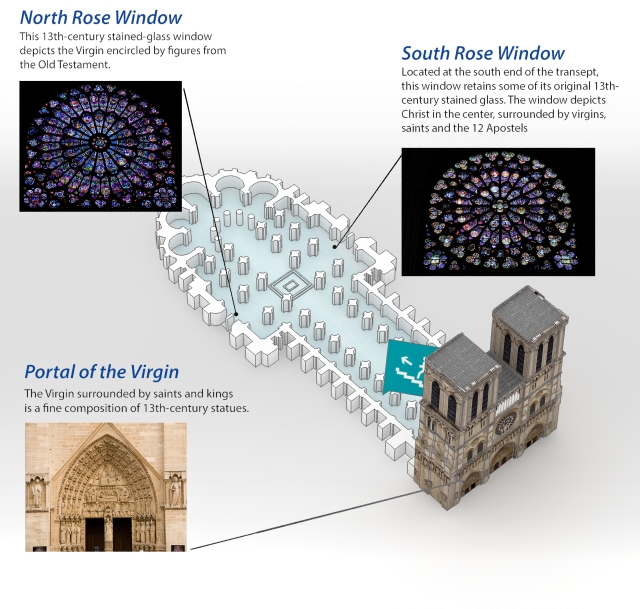 North Rose Window
This 13th-century stained-glass window
depicts the Virgin encircled by figures from
the Old Testament.
South Rose Window
Located at the south end of the transept,
this window retains some of its original 13th-
century stained glass. The window depicts
Christ in the center, surrounded by virgins,
saints and the 12 Apostels
Portal of the Virgin
The Virgin surrounded by saints and kings
is a fine composition of 13th-century statues.